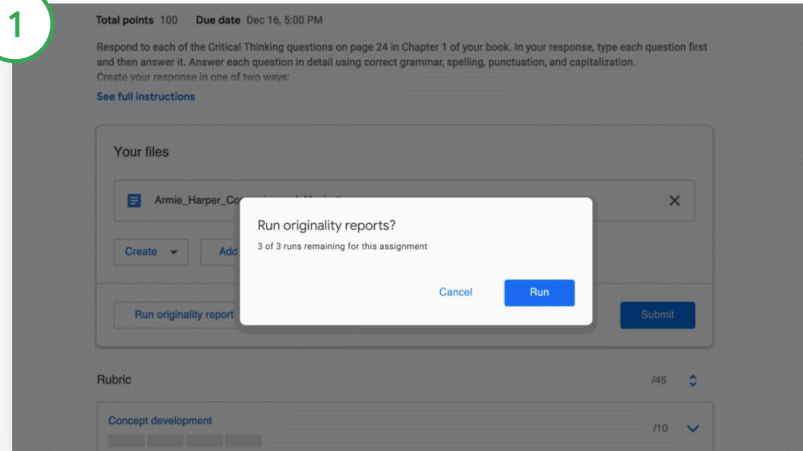 1
Total points 100 Due date Dec 16, 5:00 PM
Respond to each of the Critical Thinking questions on page 24 in Chapter 1 of your book. In your response, type each question first
and then answer it. Answer each question in detail using correct grammar, spelling, punctuation, and capitalization.
Create your response in one of two ways:
See full instructions
Your files
Armie_Harper_Co
Create
Add
Run originality reports?
3 of 3 runs remaining for this assignment
Cancel
Run
Run originality report
Submit
Rubric
/45
Concept development
/10